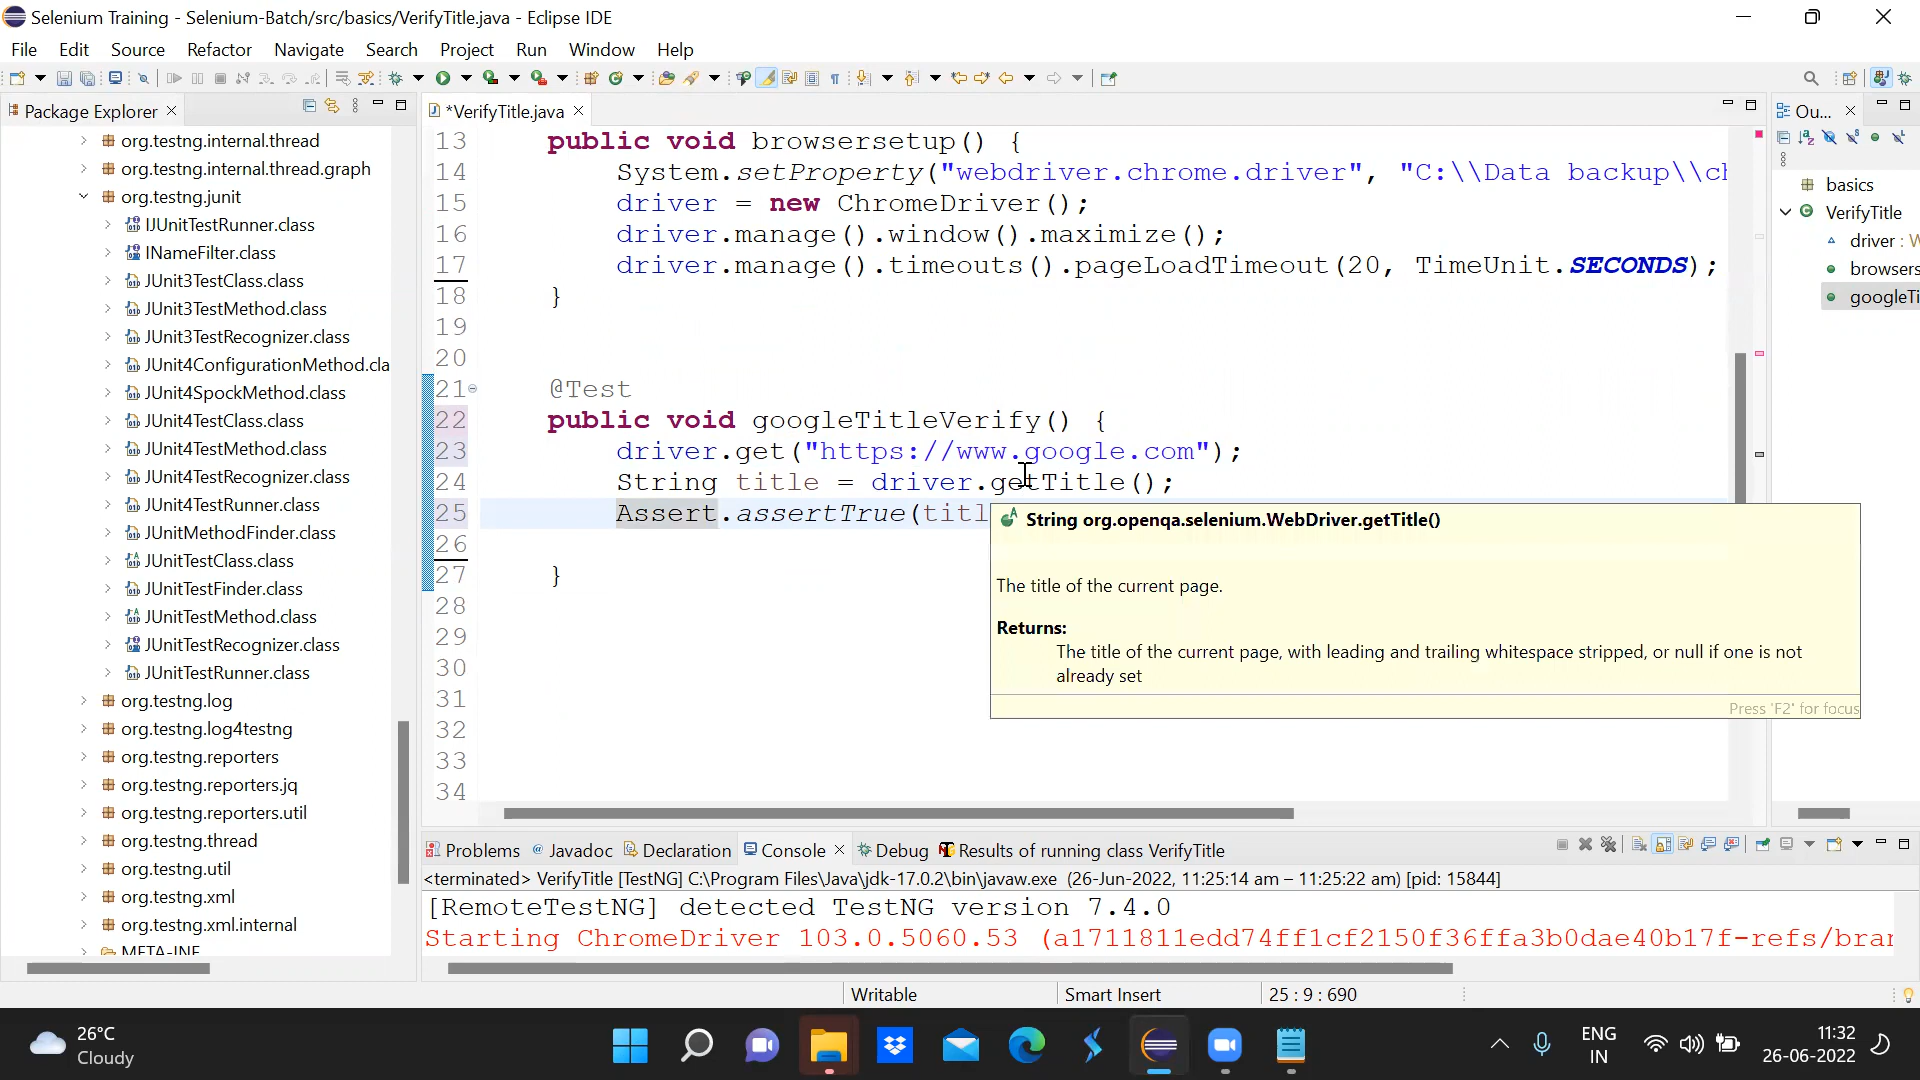 Selenium Training - Selenium-Batch/src/basics/VerifyTitle.java - Eclipse IDE
File Edit Source Refactor Navigate Search Project Run Window Help
Package Explorer
*VerifyTitle.java
Ou...
org.testng.internal.thread
org.testng.internal.thread.graph
org.testng.junit
IJUnitTestRunner.class
INameFilter.class
JUnit3TestClass.class
JUnit3TestMethod.class
JUnit3TestRecognizer.class
JUnit4ConfigurationMethod.cla
JUnit4SpockMethod.class
JUnit4TestClass.class
JUnit4TestMethod.class
JUnit4TestRecognizer.class
JUnit4TestRunner.class
JUnitMethodFinder.class
JUnitTestClass.class
JUnitTestFinder.class
JUnitTestMethod.class
JUnitTestRecognizer.class
JUnitTestRunner.class
org.testng.log
org.testng.log4testng
org.testng.reporters
org.testng.reporters.jq
org.testng.reporters.util
org.testng.thread
org.testng.util
org.testng.xml
org.testng.xml.internal
META-INF
13 public void browsersetup() {
14 System.setProperty("webdriver.chrome.driver", "C:\\Data backup\\ch
15 driver = new ChromeDriver();
16 driver.manage().window().maximize();
17 driver.manage().timeouts().pageLoadTimeout(20, TimeUnit.SECONDS);
18 }
19
20
21 @Test
22 public void googleTitleVerify() {
23 driver.get("https://www.google.com");
24 String title = driver.getTitle();
25 Assert.assertTrue(titl
26
27 }
28
29
30
31
32
33
34
String org.openqa.selenium.WebDriver.getTitle()
The title of the current page.
Returns:
The title of the current page, with leading and trailing whitespace stripped, or null if one is not
already set
Press 'F2' for focus
basics
VerifyTitle
driver : W
browsers
googleTi
Problems Javadoc Declaration Console Debug Results of running class VerifyTitle
<terminated> VerifyTitle [TestNG] C:\Program Files\Java\jdk-17.0.2\bin\javaw.exe (26-Jun-2022, 11:25:14 am – 11:25:22 am) [pid: 15844]
[RemoteTestNG] detected TestNG version 7.4.0
Starting ChromeDriver 103.0.5060.53 (a1711811edd74ff1cf2150f36ffa3b0dae40b17f-refs/bran
Writable Smart Insert 25 : 9 : 690
26°C
Cloudy
ENG
IN
11:32
26-06-2022